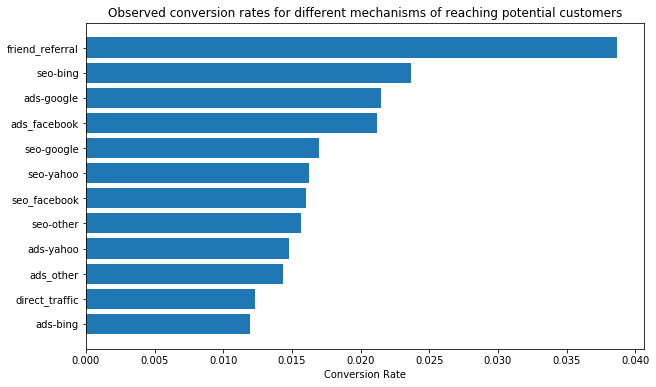 Observed conversion rates for different mechanisms of reaching potential customers
friend_referral
seo-bing
ads-google
ads_facebook
seo-google
seo-yahoo
seo_facebook
seo-other
ads-yahoo
ads_other
direct_traffic
ads-bing
0.000 0.005 0.010 0.015 0.020 0.025 0.030 0.035 0.040
Conversion Rate